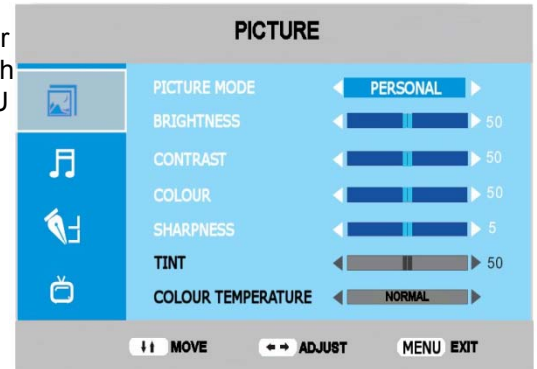 PICTURE
r
h
U
PICTURE MODE PERSONAL
BRIGHTNESS 50
CONTRAST 50
COLOUR 50
SHARPNESS 5
TINT 50
COLOUR TEMPERATURE NORMAL
MOVE ADJUST MENU EXIT